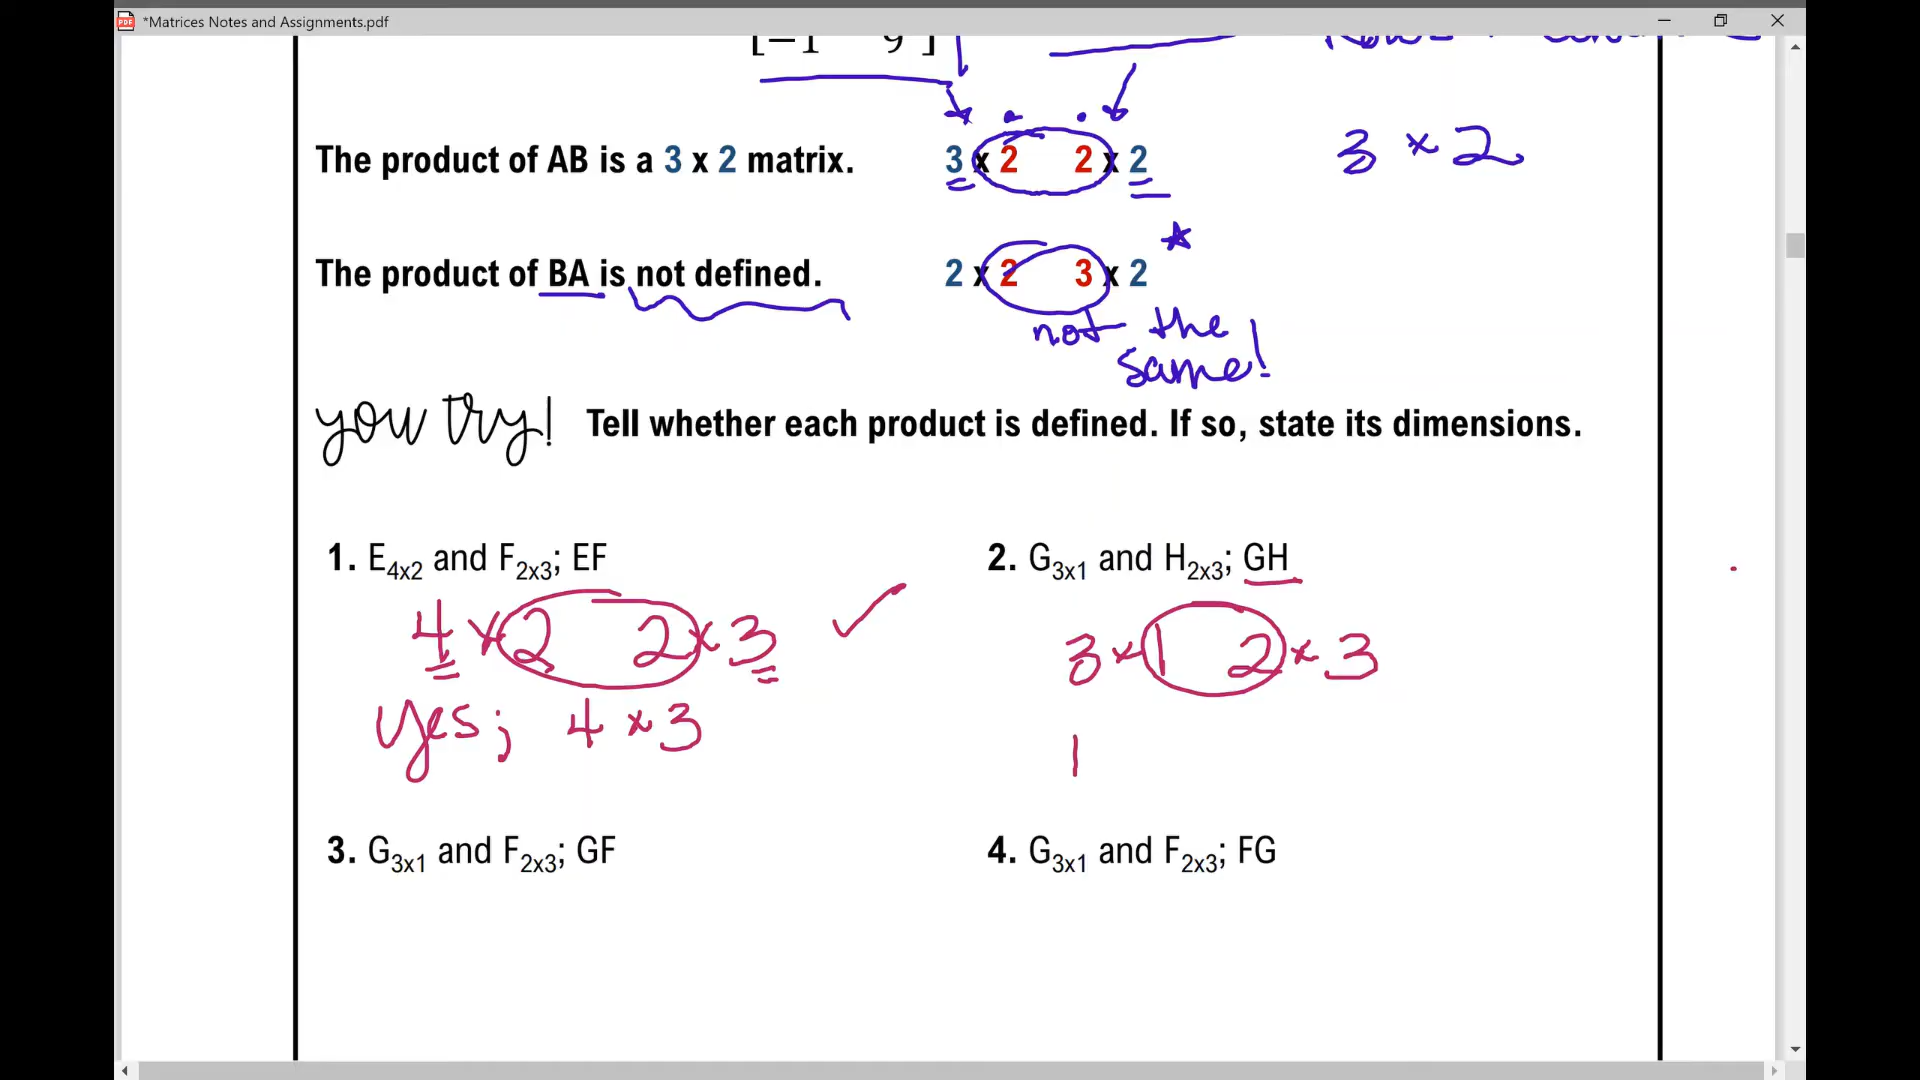 *Matrices Notes and Assignments.pdf
[−1 9]
The product of AB is a 3 x 2 matrix. 3 x 2 2 x 2 3 x 2
The product of BA is not defined. 2 x 2 3 x 2
not the
same!
you try! Tell whether each product is defined. If so, state its dimensions.
1. E4x2 and F2x3; EF
4 x 2 2 x 3 ✓
yes; 4 x 3
2. G3x1 and H2x3; GH
3 x 1 2 x 3
3. G3x1 and F2x3; GF
4. G3x1 and F2x3; FG